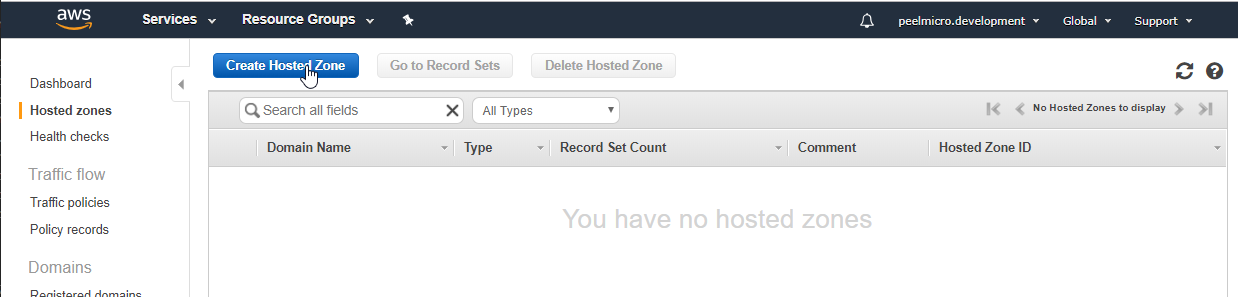 aws Services Resource Groups peelmicro.development Global Support
Create Hosted Zone Go to Record Sets Delete Hosted Zone
Dashboard
Hosted zones
Health checks
Traffic flow
Traffic policies
Policy records
Domains
Registered domains
Search all fields All Types No Hosted Zones to display
Domain Name Type Record Set Count Comment Hosted Zone ID
You have no hosted zones